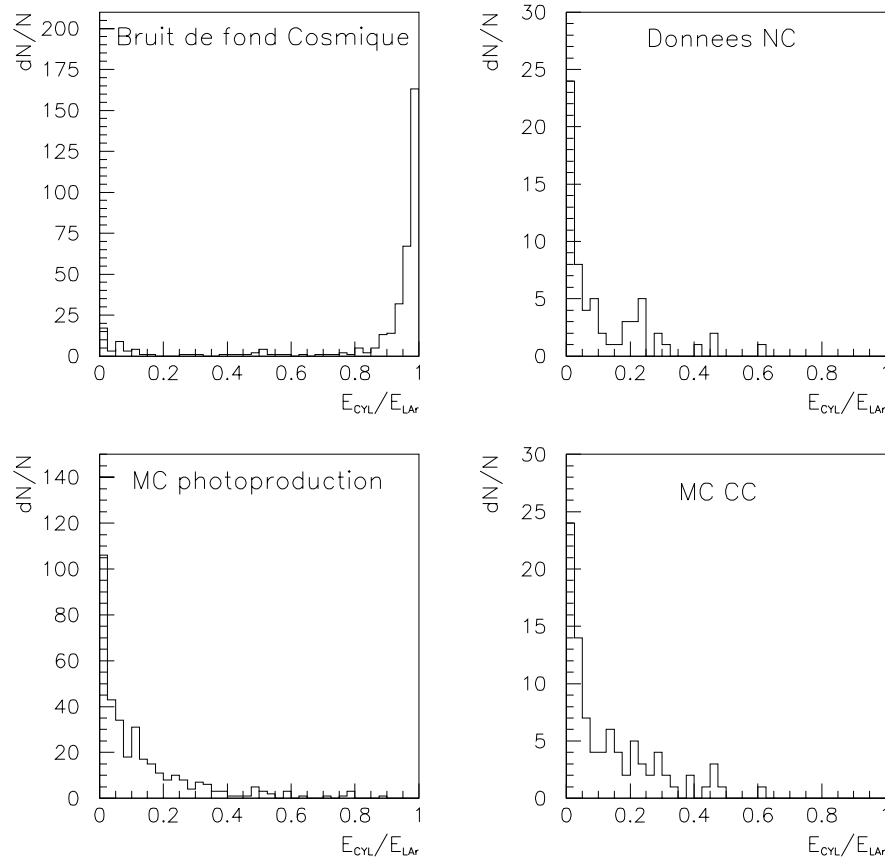 Bruit de fond Cosmique
dN/N
200
175
150
125
100
75
50
25
0
0 0.2 0.4 0.6 0.8 1
E_CYL/E_LAr
Donnees NC
dN/N
30
25
20
15
10
5
0
0 0.2 0.4 0.6 0.8 1
E_CYL/E_LAr
MC photoproduction
dN/N
140
120
100
80
60
40
20
0
0 0.2 0.4 0.6 0.8 1
E_CYL/E_LAr
MC CC
dN/N
30
25
20
15
10
5
0
0 0.2 0.4 0.6 0.8 1
E_CYL/E_LAr